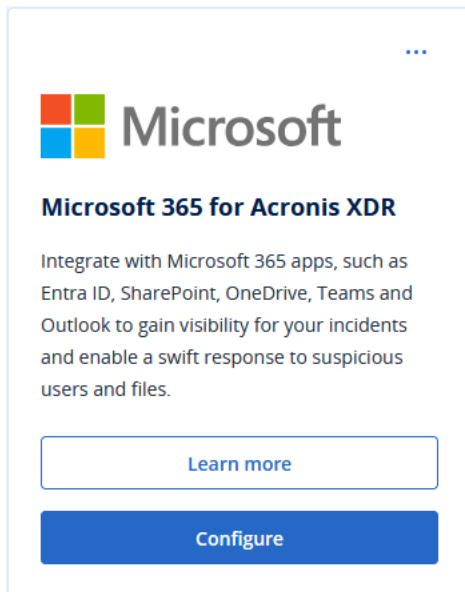 ...
Microsoft
Microsoft 365 for Acronis XDR
Integrate with Microsoft 365 apps, such as
Entra ID, SharePoint, OneDrive, Teams and
Outlook to gain visibility for your incidents
and enable a swift response to suspicious
users and files.
Learn more
Configure